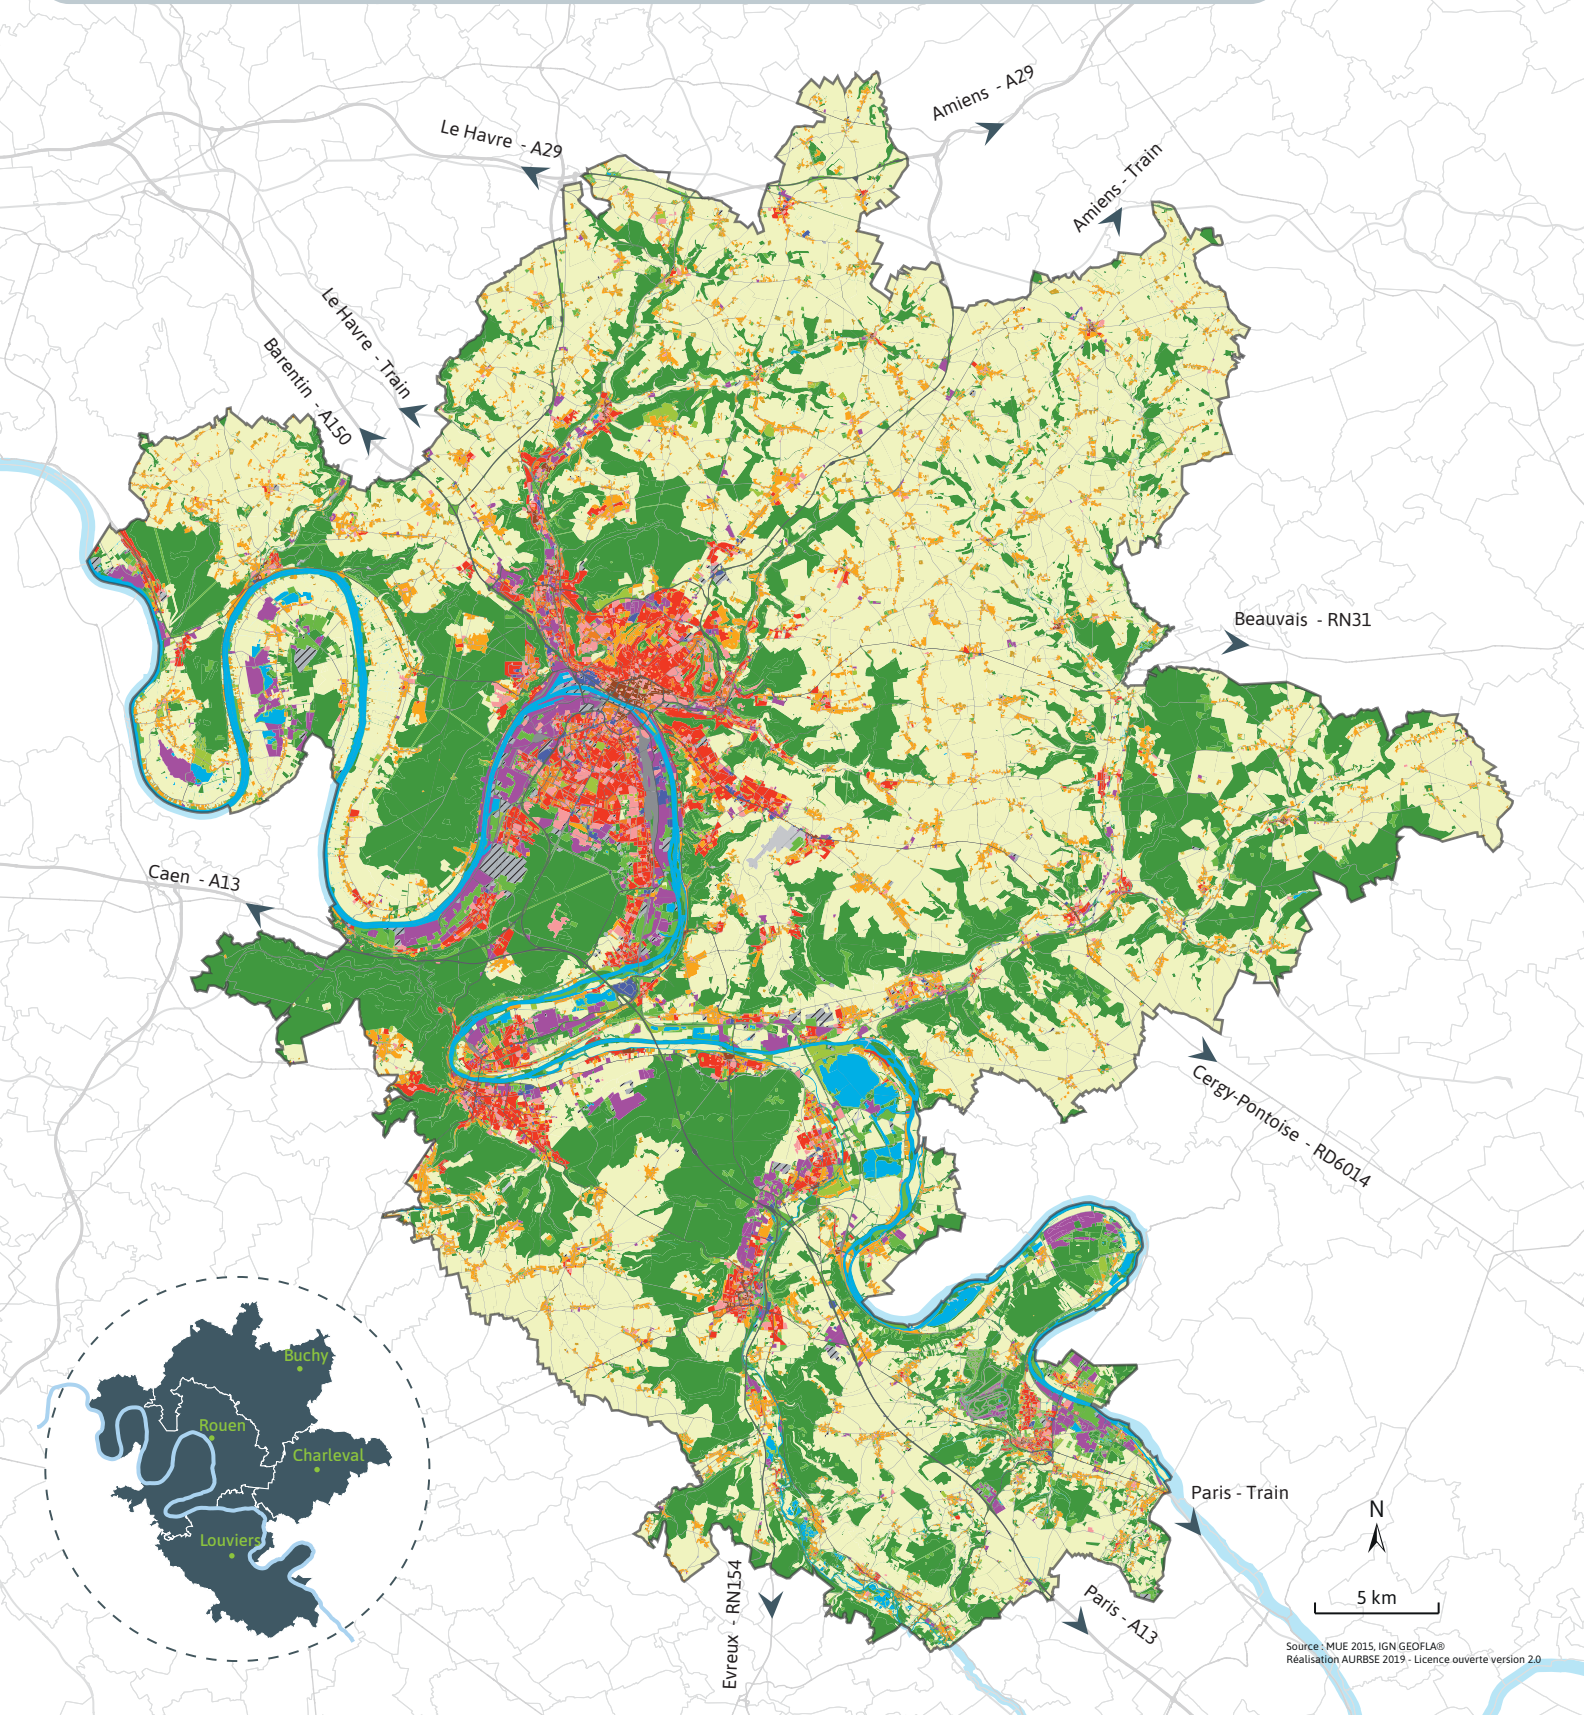 Amiens - A29
Le Havre - A29
Amiens - Train
Le Havre - Train
Barentin - A150
Beauvais - RN31
Caen - A13
Cergy-Pontoise - RD6014
Buchy
Rouen
Charleval
Louviers
Paris - Train
N
5 km
Evreux - RN154
Paris - A13
Source : MUE 2015, IGN GEOFLA®
Réalisation AURBSE 2019 - Licence ouverte version 2.0